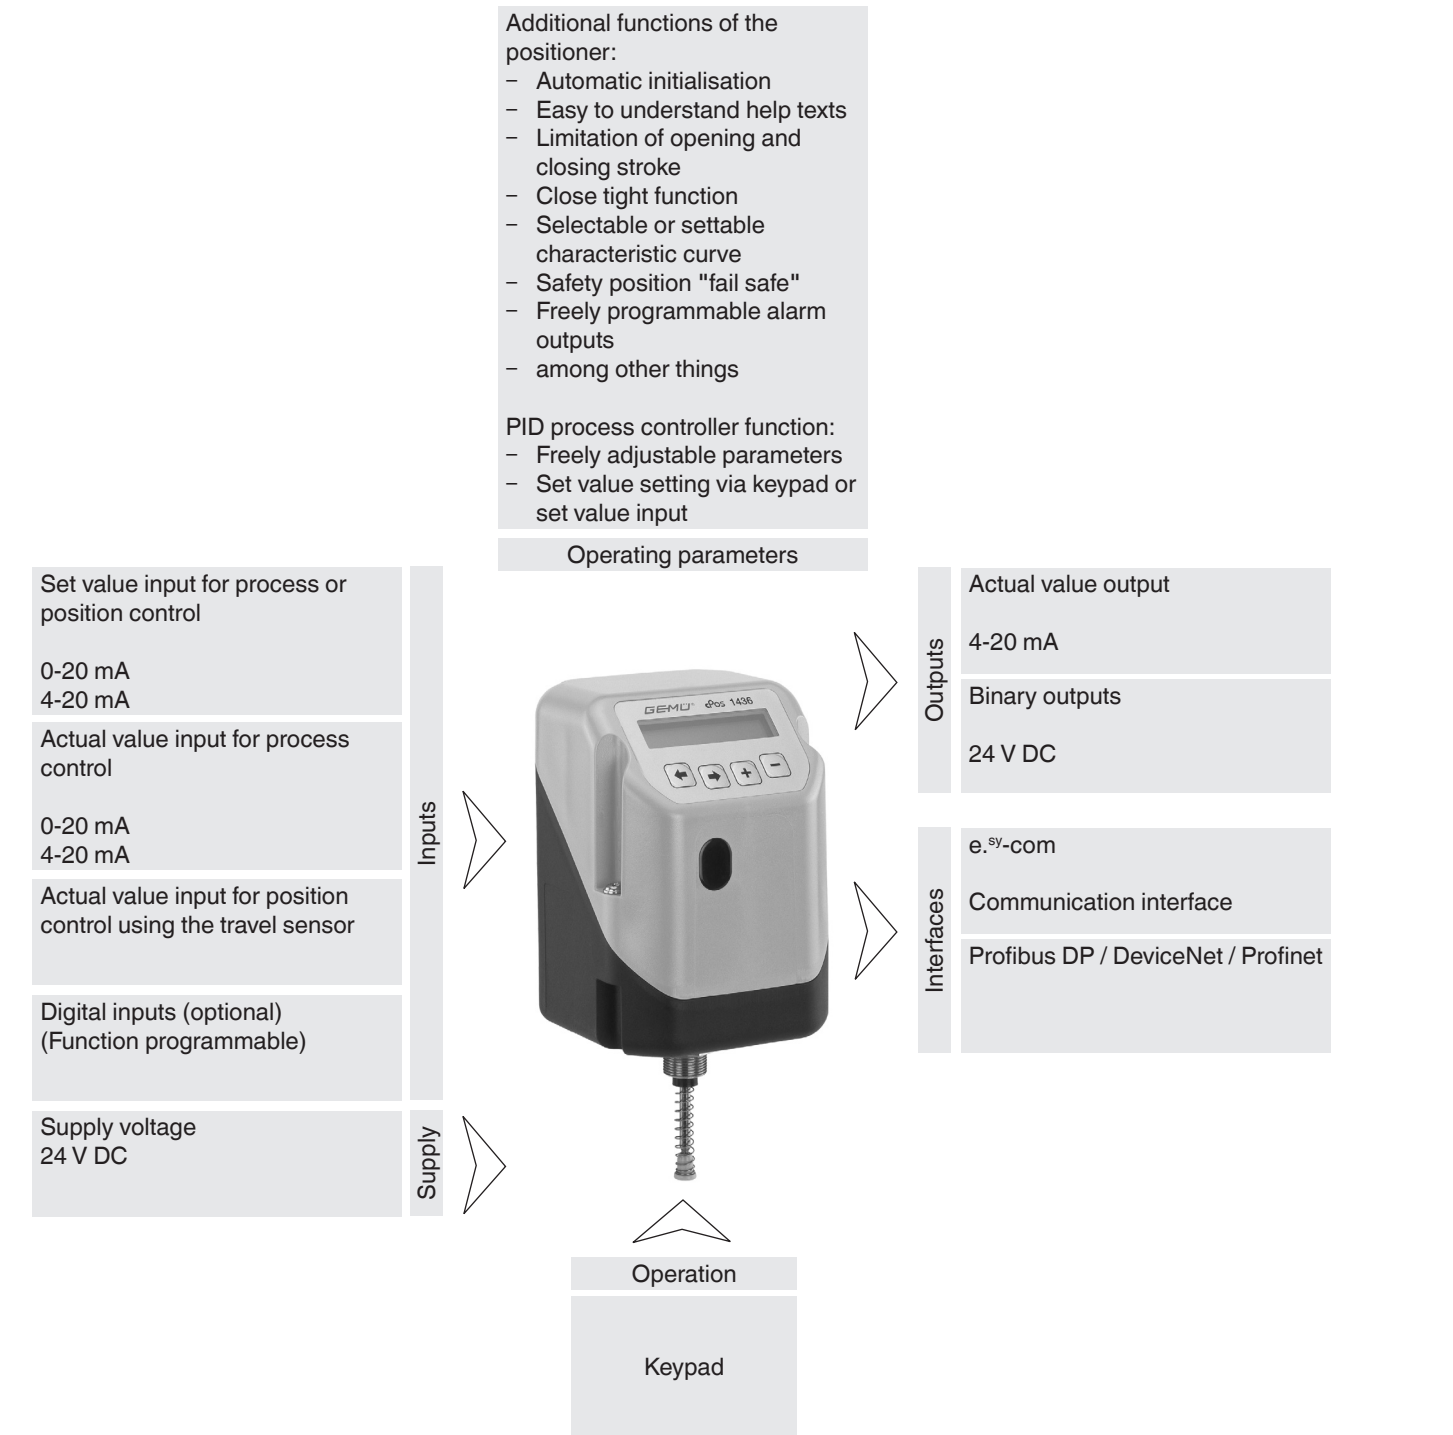 Additional functions of the
positioner:
– Automatic initialisation
– Easy to understand help texts
– Limitation of opening and
closing stroke
– Close tight function
– Selectable or settable
characteristic curve
– Safety position "fail safe"
– Freely programmable alarm
outputs
– among other things
PID process controller function:
– Freely adjustable parameters
– Set value setting via keypad or
set value input
Operating parameters
Set value input for process or
position control
0-20 mA
4-20 mA
Actual value input for process
control
0-20 mA
4-20 mA
Actual value input for position
control using the travel sensor
Digital inputs (optional)
(Function programmable)
Inputs
Supply voltage
24 V DC
Supply
GEMÜ® ePos 1436
Outputs
Actual value output
4-20 mA
Binary outputs
24 V DC
Interfaces
e.sy-com
Communication interface
Profibus DP / DeviceNet / Profinet
Operation
Keypad